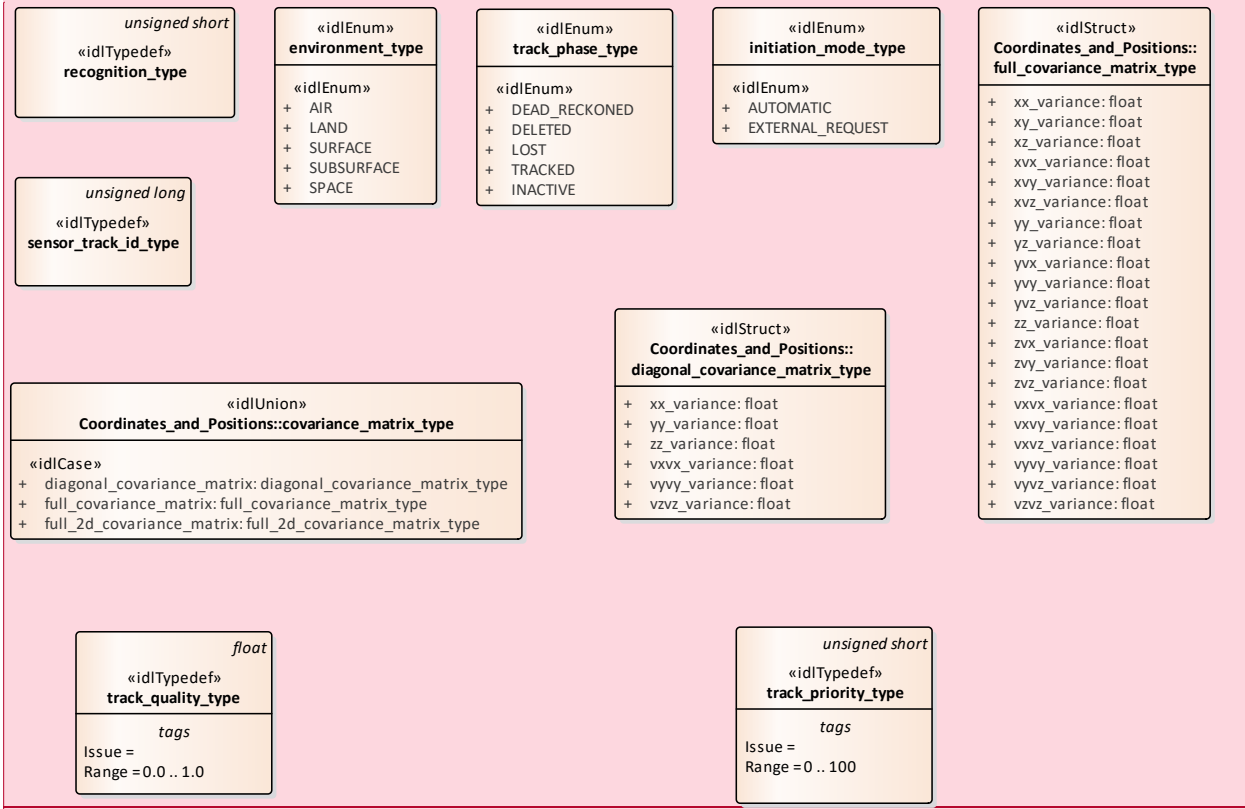 unsigned short
«idlTypedef»
recognition_type
«idlEnum»
environment_type
«idlEnum»
+ AIR
+ LAND
+ SURFACE
+ SUBSURFACE
+ SPACE
«idlEnum»
track_phase_type
«idlEnum»
+ DEAD_RECKONED
+ DELETED
+ LOST
+ TRACKED
+ INACTIVE
«idlEnum»
initiation_mode_type
«idlEnum»
+ AUTOMATIC
+ EXTERNAL_REQUEST
«idlStruct»
Coordinates_and_Positions::
full_covariance_matrix_type
+ xx_variance: float
+ xy_variance: float
+ xz_variance: float
+ xvx_variance: float
+ xvy_variance: float
+ xvz_variance: float
+ yy_variance: float
+ yz_variance: float
+ yvx_variance: float
+ yvy_variance: float
+ yvz_variance: float
+ zz_variance: float
+ zvx_variance: float
+ zvy_variance: float
+ zvz_variance: float
+ vxvx_variance: float
+ vxvy_variance: float
+ vxvz_variance: float
+ vyvy_variance: float
+ vyvz_variance: float
+ vzvz_variance: float
unsigned long
«idlTypedef»
sensor_track_id_type
«idlStruct»
Coordinates_and_Positions::
diagonal_covariance_matrix_type
+ xx_variance: float
+ yy_variance: float
+ zz_variance: float
+ vxvx_variance: float
+ vyvy_variance: float
+ vzvz_variance: float
«idlUnion»
Coordinates_and_Positions::covariance_matrix_type
«idlCase»
+ diagonal_covariance_matrix: diagonal_covariance_matrix_type
+ full_covariance_matrix: full_covariance_matrix_type
+ full_2d_covariance_matrix: full_2d_covariance_matrix_type
float
«idlTypedef»
track_quality_type
tags
Issue =
Range = 0.0 .. 1.0
unsigned short
«idlTypedef»
track_priority_type
tags
Issue =
Range = 0 .. 100